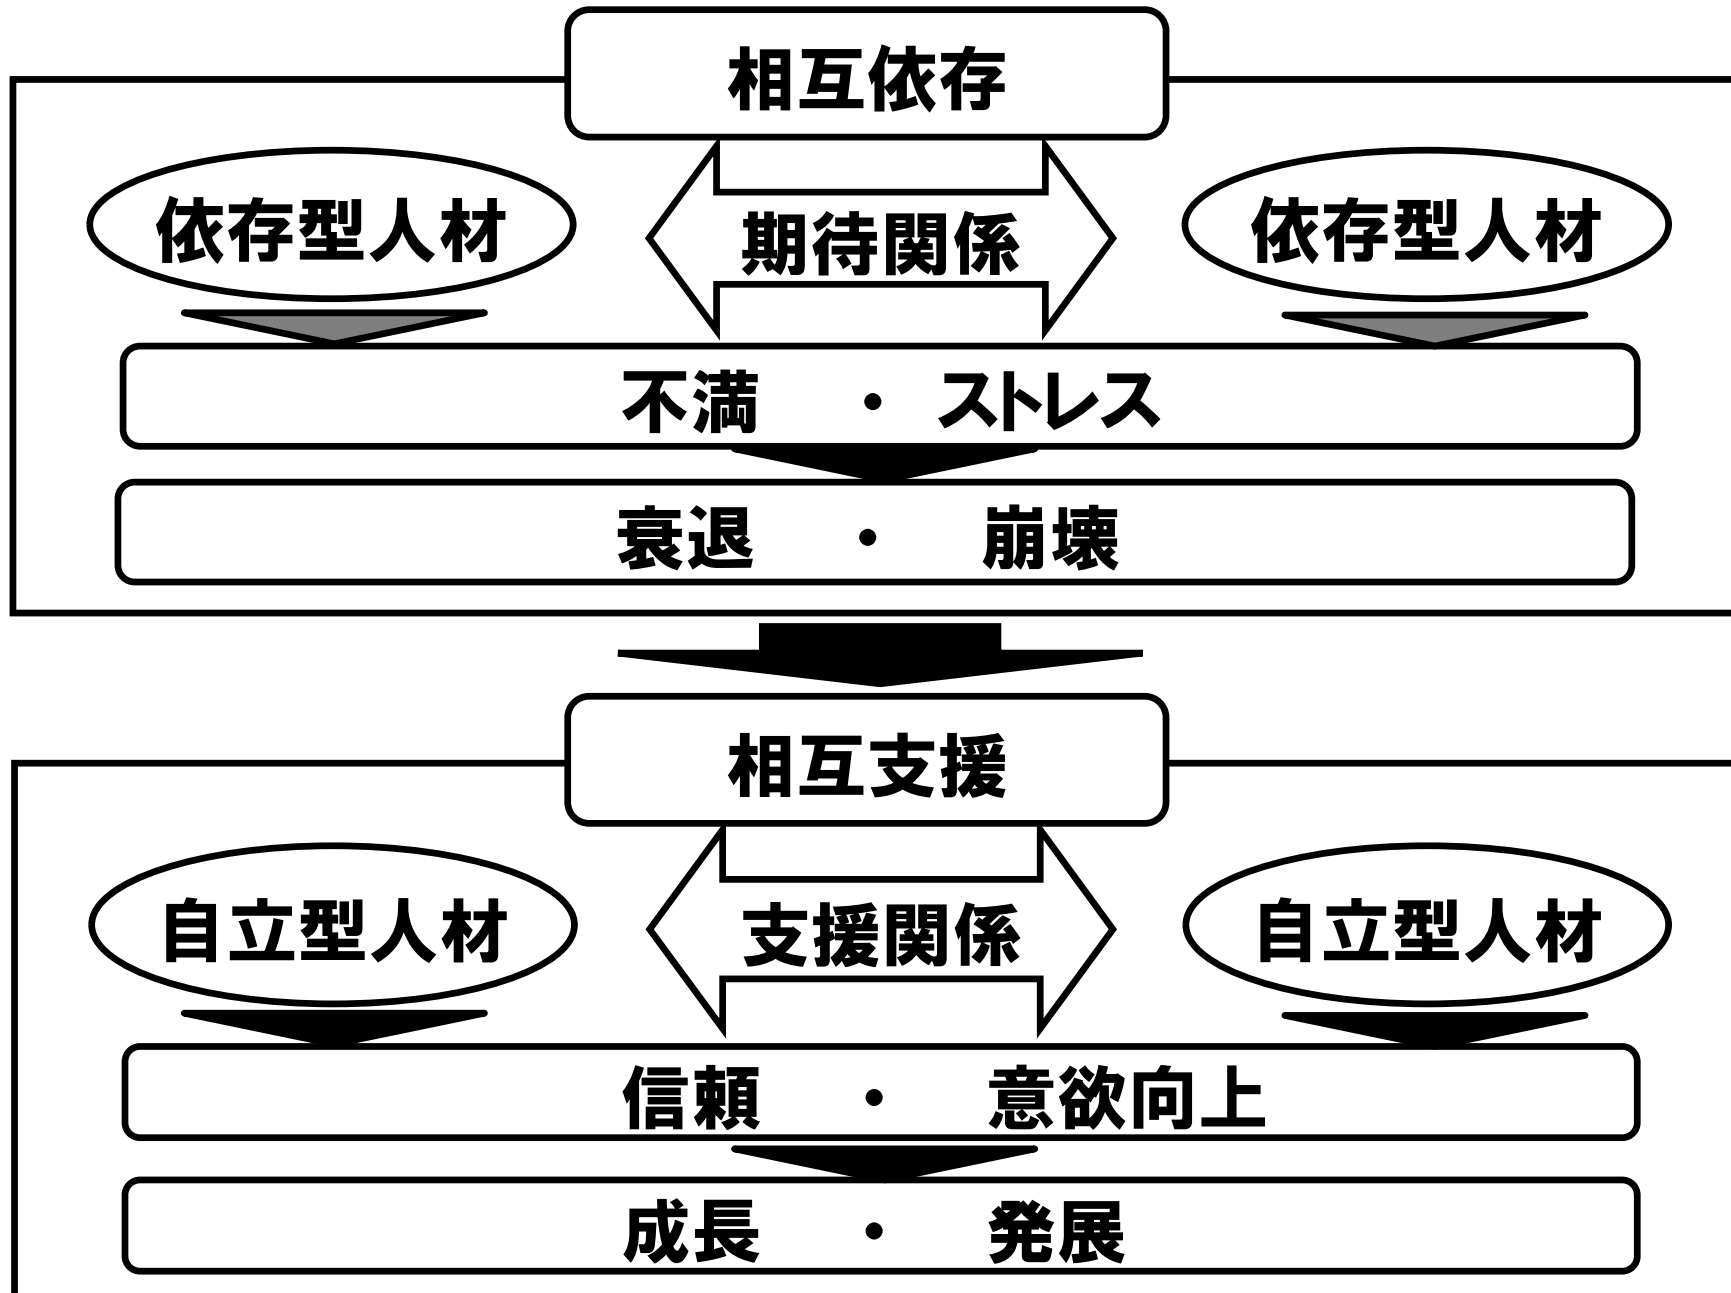 相互依存
依存型人材
期待関係
依存型人材
不満 ・ ストレス
衰退 ・ 崩壊
相互支援
自立型人材
支援関係
自立型人材
信頼 ・ 意欲向上
成長 ・ 発展